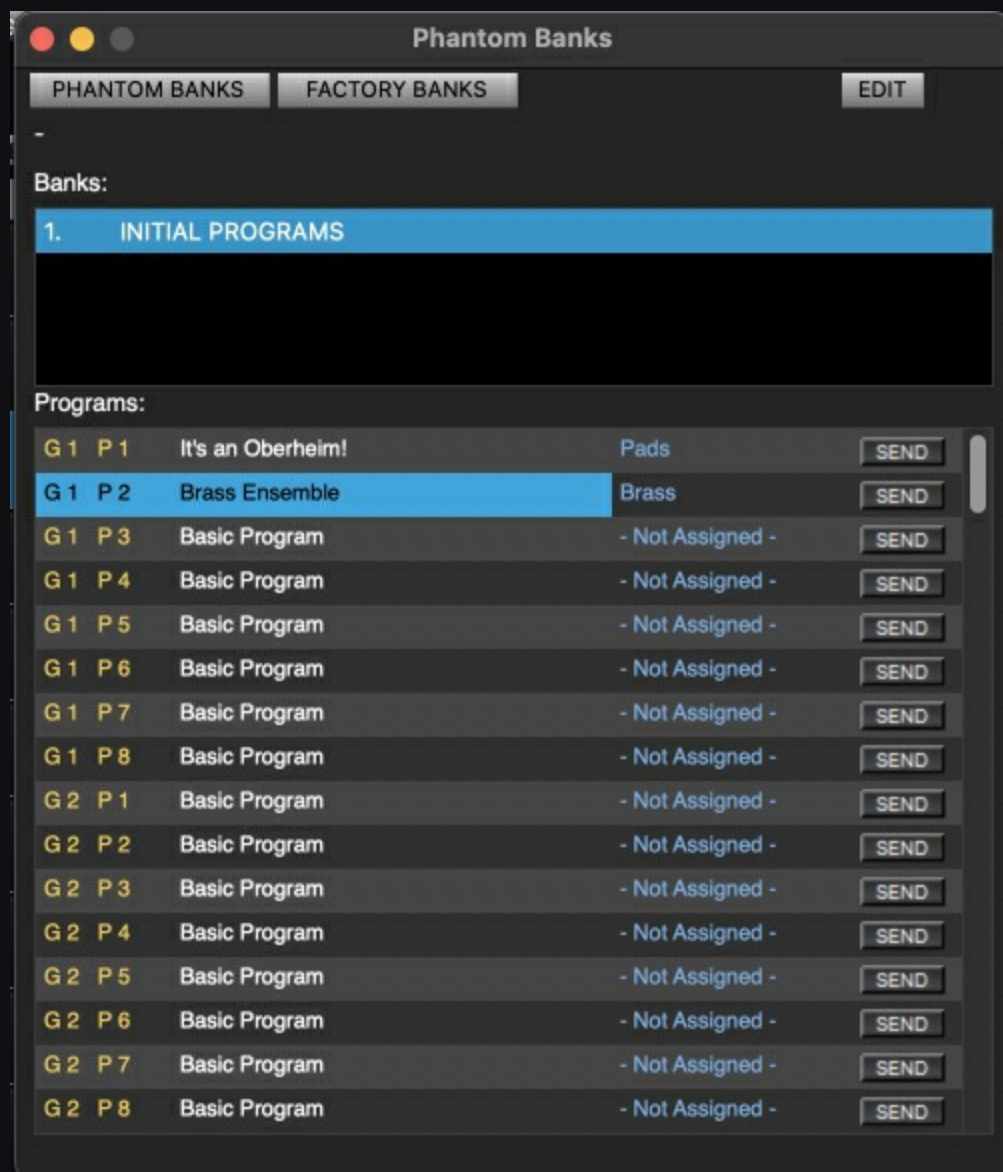 Phantom Banks
PHANTOM BANKS FACTORY BANKS EDIT
-
Banks:
1. INITIAL PROGRAMS
Programs:
G 1 P 1 It's an Oberheim! Pads SEND
G 1 P 2 Brass Ensemble Brass SEND
G 1 P 3 Basic Program - Not Assigned - SEND
G 1 P 4 Basic Program - Not Assigned - SEND
G 1 P 5 Basic Program - Not Assigned - SEND
G 1 P 6 Basic Program - Not Assigned - SEND
G 1 P 7 Basic Program - Not Assigned - SEND
G 1 P 8 Basic Program - Not Assigned - SEND
G 2 P 1 Basic Program - Not Assigned - SEND
G 2 P 2 Basic Program - Not Assigned - SEND
G 2 P 3 Basic Program - Not Assigned - SEND
G 2 P 4 Basic Program - Not Assigned - SEND
G 2 P 5 Basic Program - Not Assigned - SEND
G 2 P 6 Basic Program - Not Assigned - SEND
G 2 P 7 Basic Program - Not Assigned - SEND
G 2 P 8 Basic Program - Not Assigned - SEND